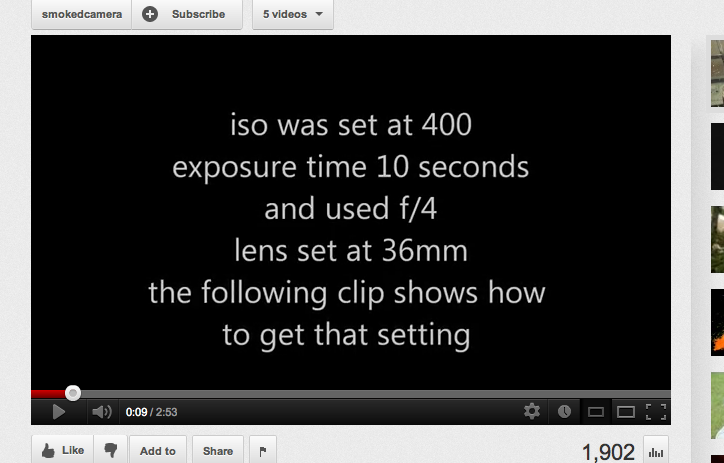 smokedcamera Subscribe 5 videos
iso was set at 400
exposure time 10 seconds
and used f/4
lens set at 36mm
the following clip shows how
to get that setting
0:09 / 2:53
Like Add to Share 1,902